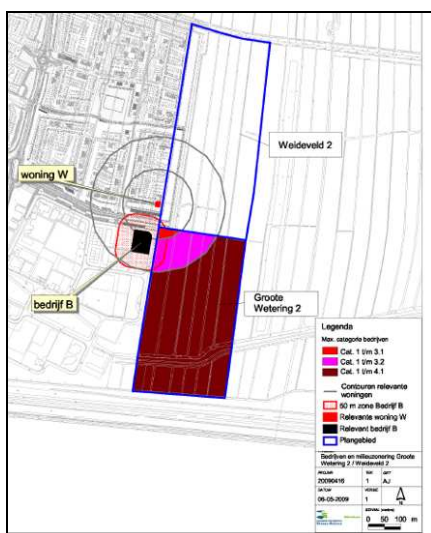 Weideveld 2
woning W
bedrijf B
Groote
Wetering 2
Legenda
Max. categorie bedrijven
Cat. 1 t/m 3.1
Cat. 1 t/m 3.2
Cat. 1 t/m 4.1
Contouren relevante
woningen
50 m zone Bedrijf B
Relevante woning W
Relevant bedrijf B
Plangebied
Bedrijven en milieuzonering Groote
Wetering 2 / Weideveld 2
20090416 1 AJ
06-05-2009 1
0 50 100 m